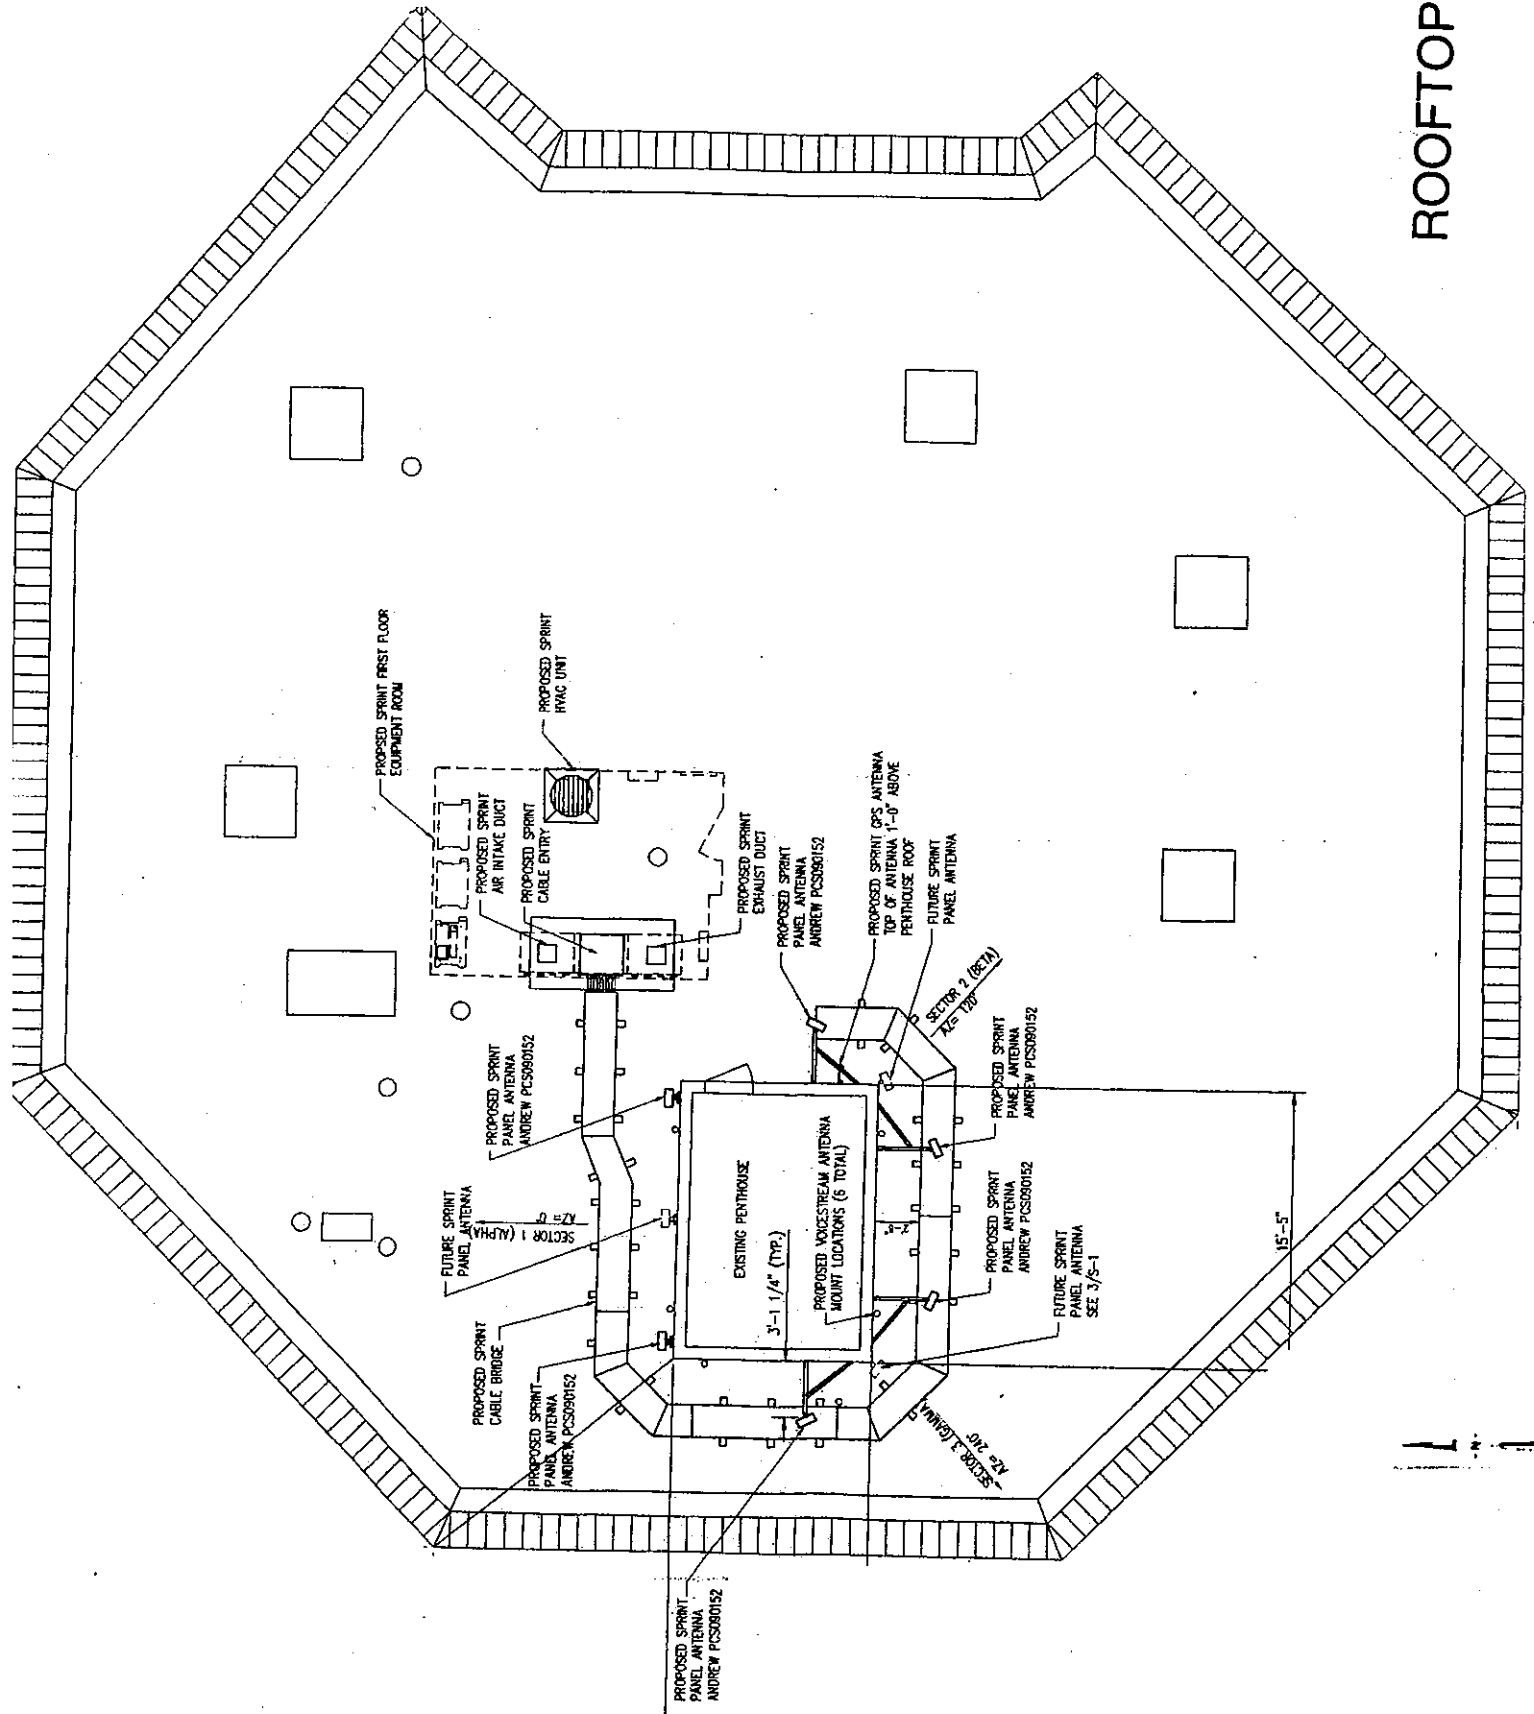 ROOFTOP
PROPSED SPRINT FIRST FLOOR
EQUIPMENT ROOM
PROPOSED SPRINT
AIR INTAKE DUCT
PROPOSED SPRINT
CABLE ENTRY
PROPOSED SPRINT
HVAC UNIT
PROPOSED SPRINT
EXHAUST DUCT
PROPOSED SPRINT
PANEL ANTENNA
ANDREW PCS090152
PROPOSED SPRINT GPS ANTENNA
TOP OF ANTENNA 1'-0" ABOVE
PENTHOUSE ROOF
FUTURE SPRINT
PANEL ANTENNA
SECTOR 2 (BETA)
AZ= 120°
PROPOSED SPRINT
PANEL ANTENNA
ANDREW PCS090152
PROPOSED SPRINT
PANEL ANTENNA
ANDREW PCS090152
FUTURE SPRINT
PANEL ANTENNA
SECTOR 1 (ALPHA)
AZ= 0°
EXISTING PENTHOUSE
3'-1 1/4" (TYP.)
PROPOSED VOICESTREAM ANTENNA
MOUNT LOCATIONS (6 TOTAL)
PROPOSED SPRINT
PANEL ANTENNA
ANDREW PCS090152
FUTURE SPRINT
PANEL ANTENNA
SEE 3/S-1
15'-5"
PROPOSED SPRINT
CABLE BRIDGE
PROPOSED SPRINT
PANEL ANTENNA
ANDREW PCS090152
SECTOR 3 (GAMMA)
AZ= 240°
PROPOSED SPRINT
PANEL ANTENNA
ANDREW PCS090152
N